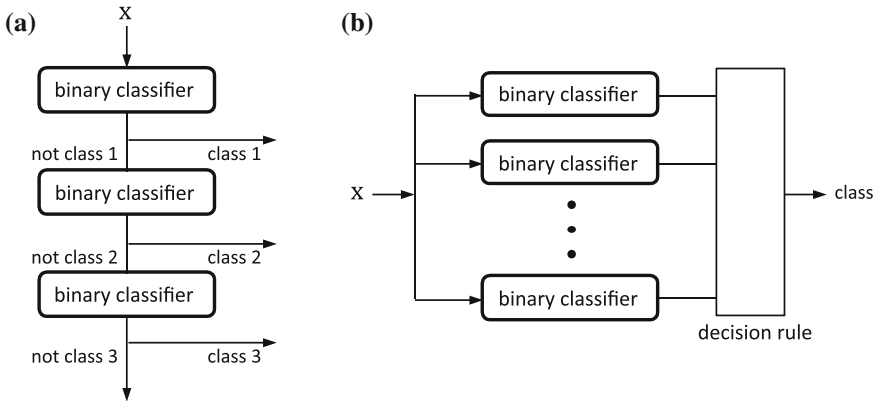 (a)
X
binary classifier
not class 1
class 1
binary classifier
not class 2
class 2
binary classifier
not class 3
class 3
(b)
X
binary classifier
binary classifier
binary classifier
decision rule
class